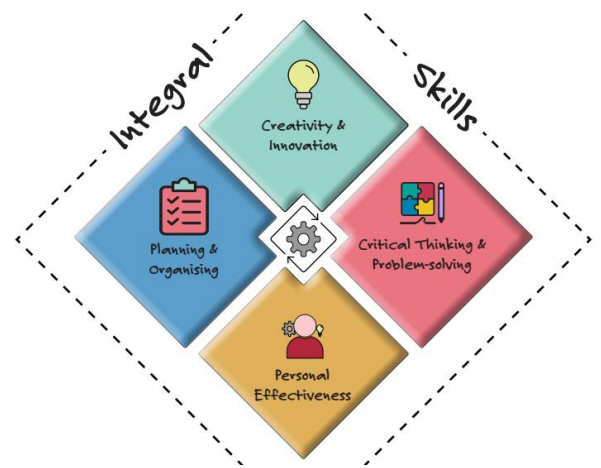 Integral
Skills
Creativity &
Innovation
Planning &
Organising
Critical Thinking &
Problem-solving
Personal
Effectiveness